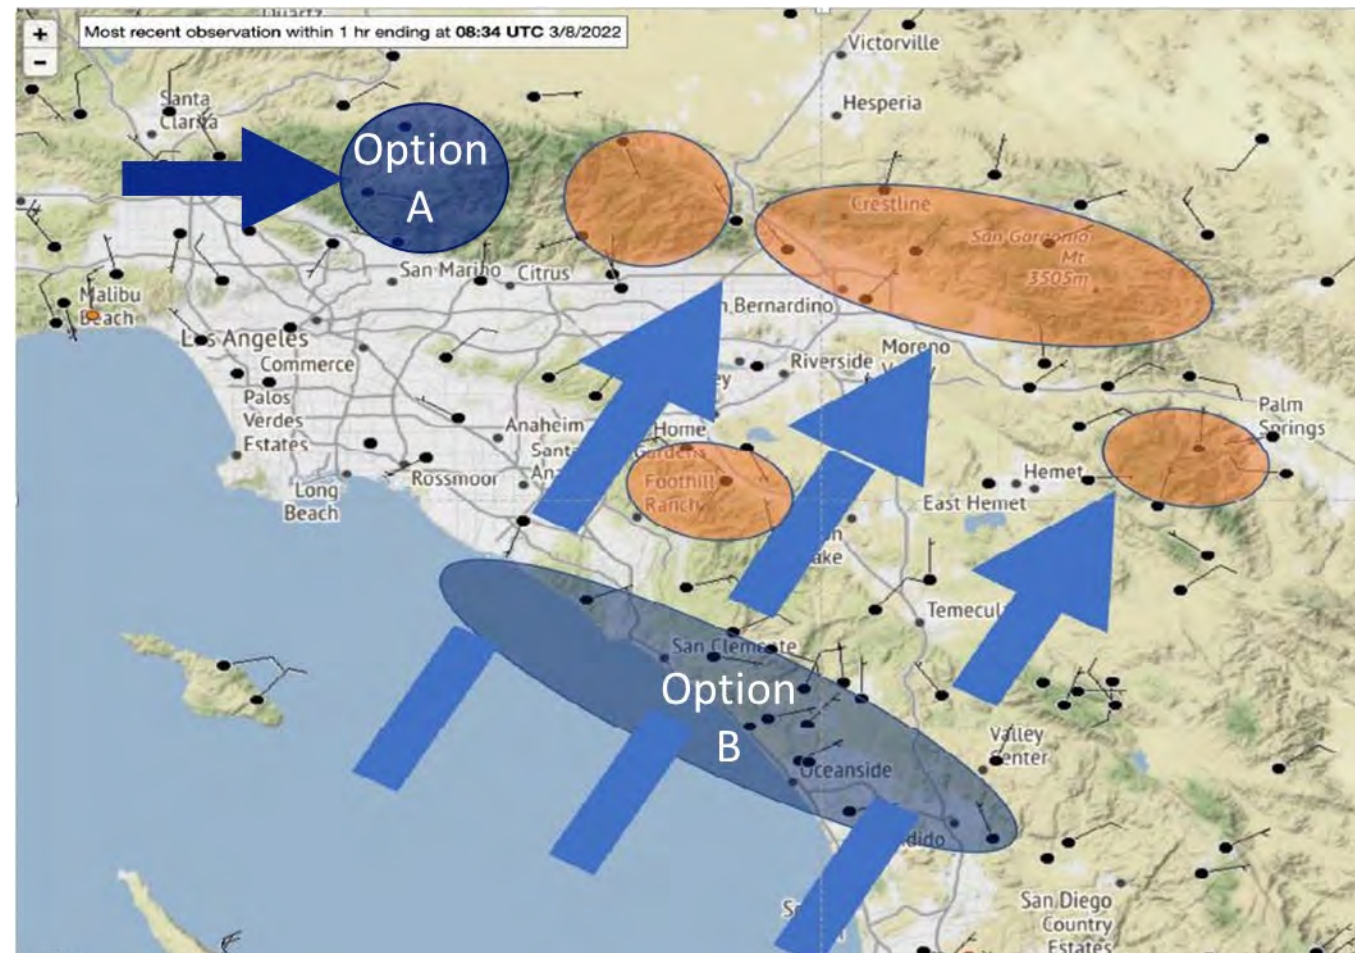 +
Most recent observation within 1 hr ending at 08:34 UTC 3/8/2022
−
Victorville
Santa
Clarita
Hesperia
Option
A
Crestline
San Gorgonio
Mt
3505m
San Marino
Citrus
Malibu
Beach
Bernardino
Los Angeles
Commerce
Riverside
Moreno
Palos
Verdes
Estates
Palm
Springs
Anaheim
Home
Gardens
Rossmoor
Foothill
Ranch
Hemet
East Hemet
Long
Beach
San Clemente
Option
B
Oceanside
Valley
Center
San Diego
Country
Estates